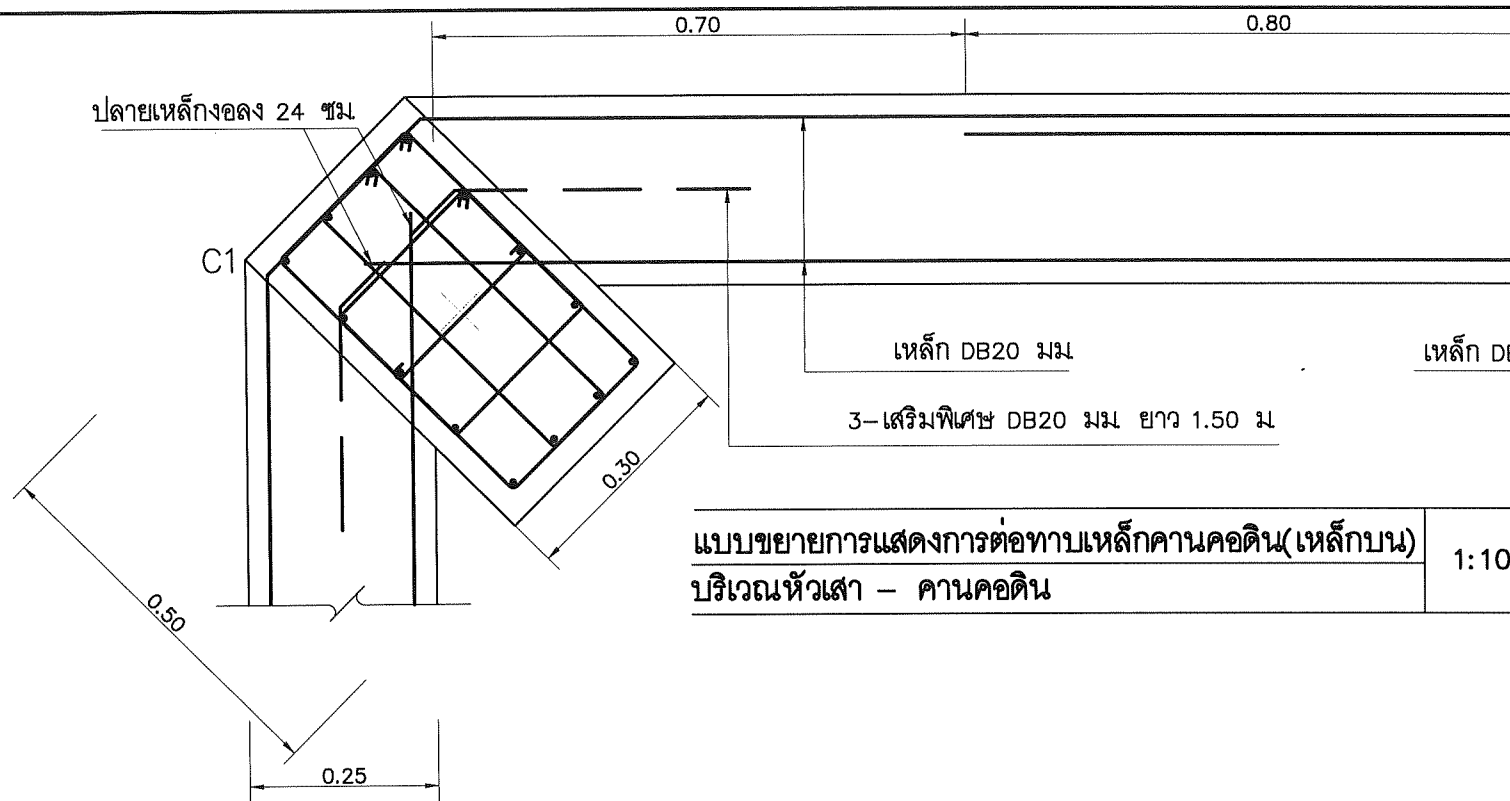 0.70
0.80
ปลายเหล็กงอลง 24 ซม.
C1
เหล็ก DB20 มม.
เหล็ก
3-เสริมพิเศษ DB20 มม. ยาว 1.50 ม.
0.30
แบบขยายการแสดงการต่อทาบเหล็กคานคอดิน(เหล็กบน)
1:10
บริเวณหัวเสา - คานคอดิน
0.50
0.25